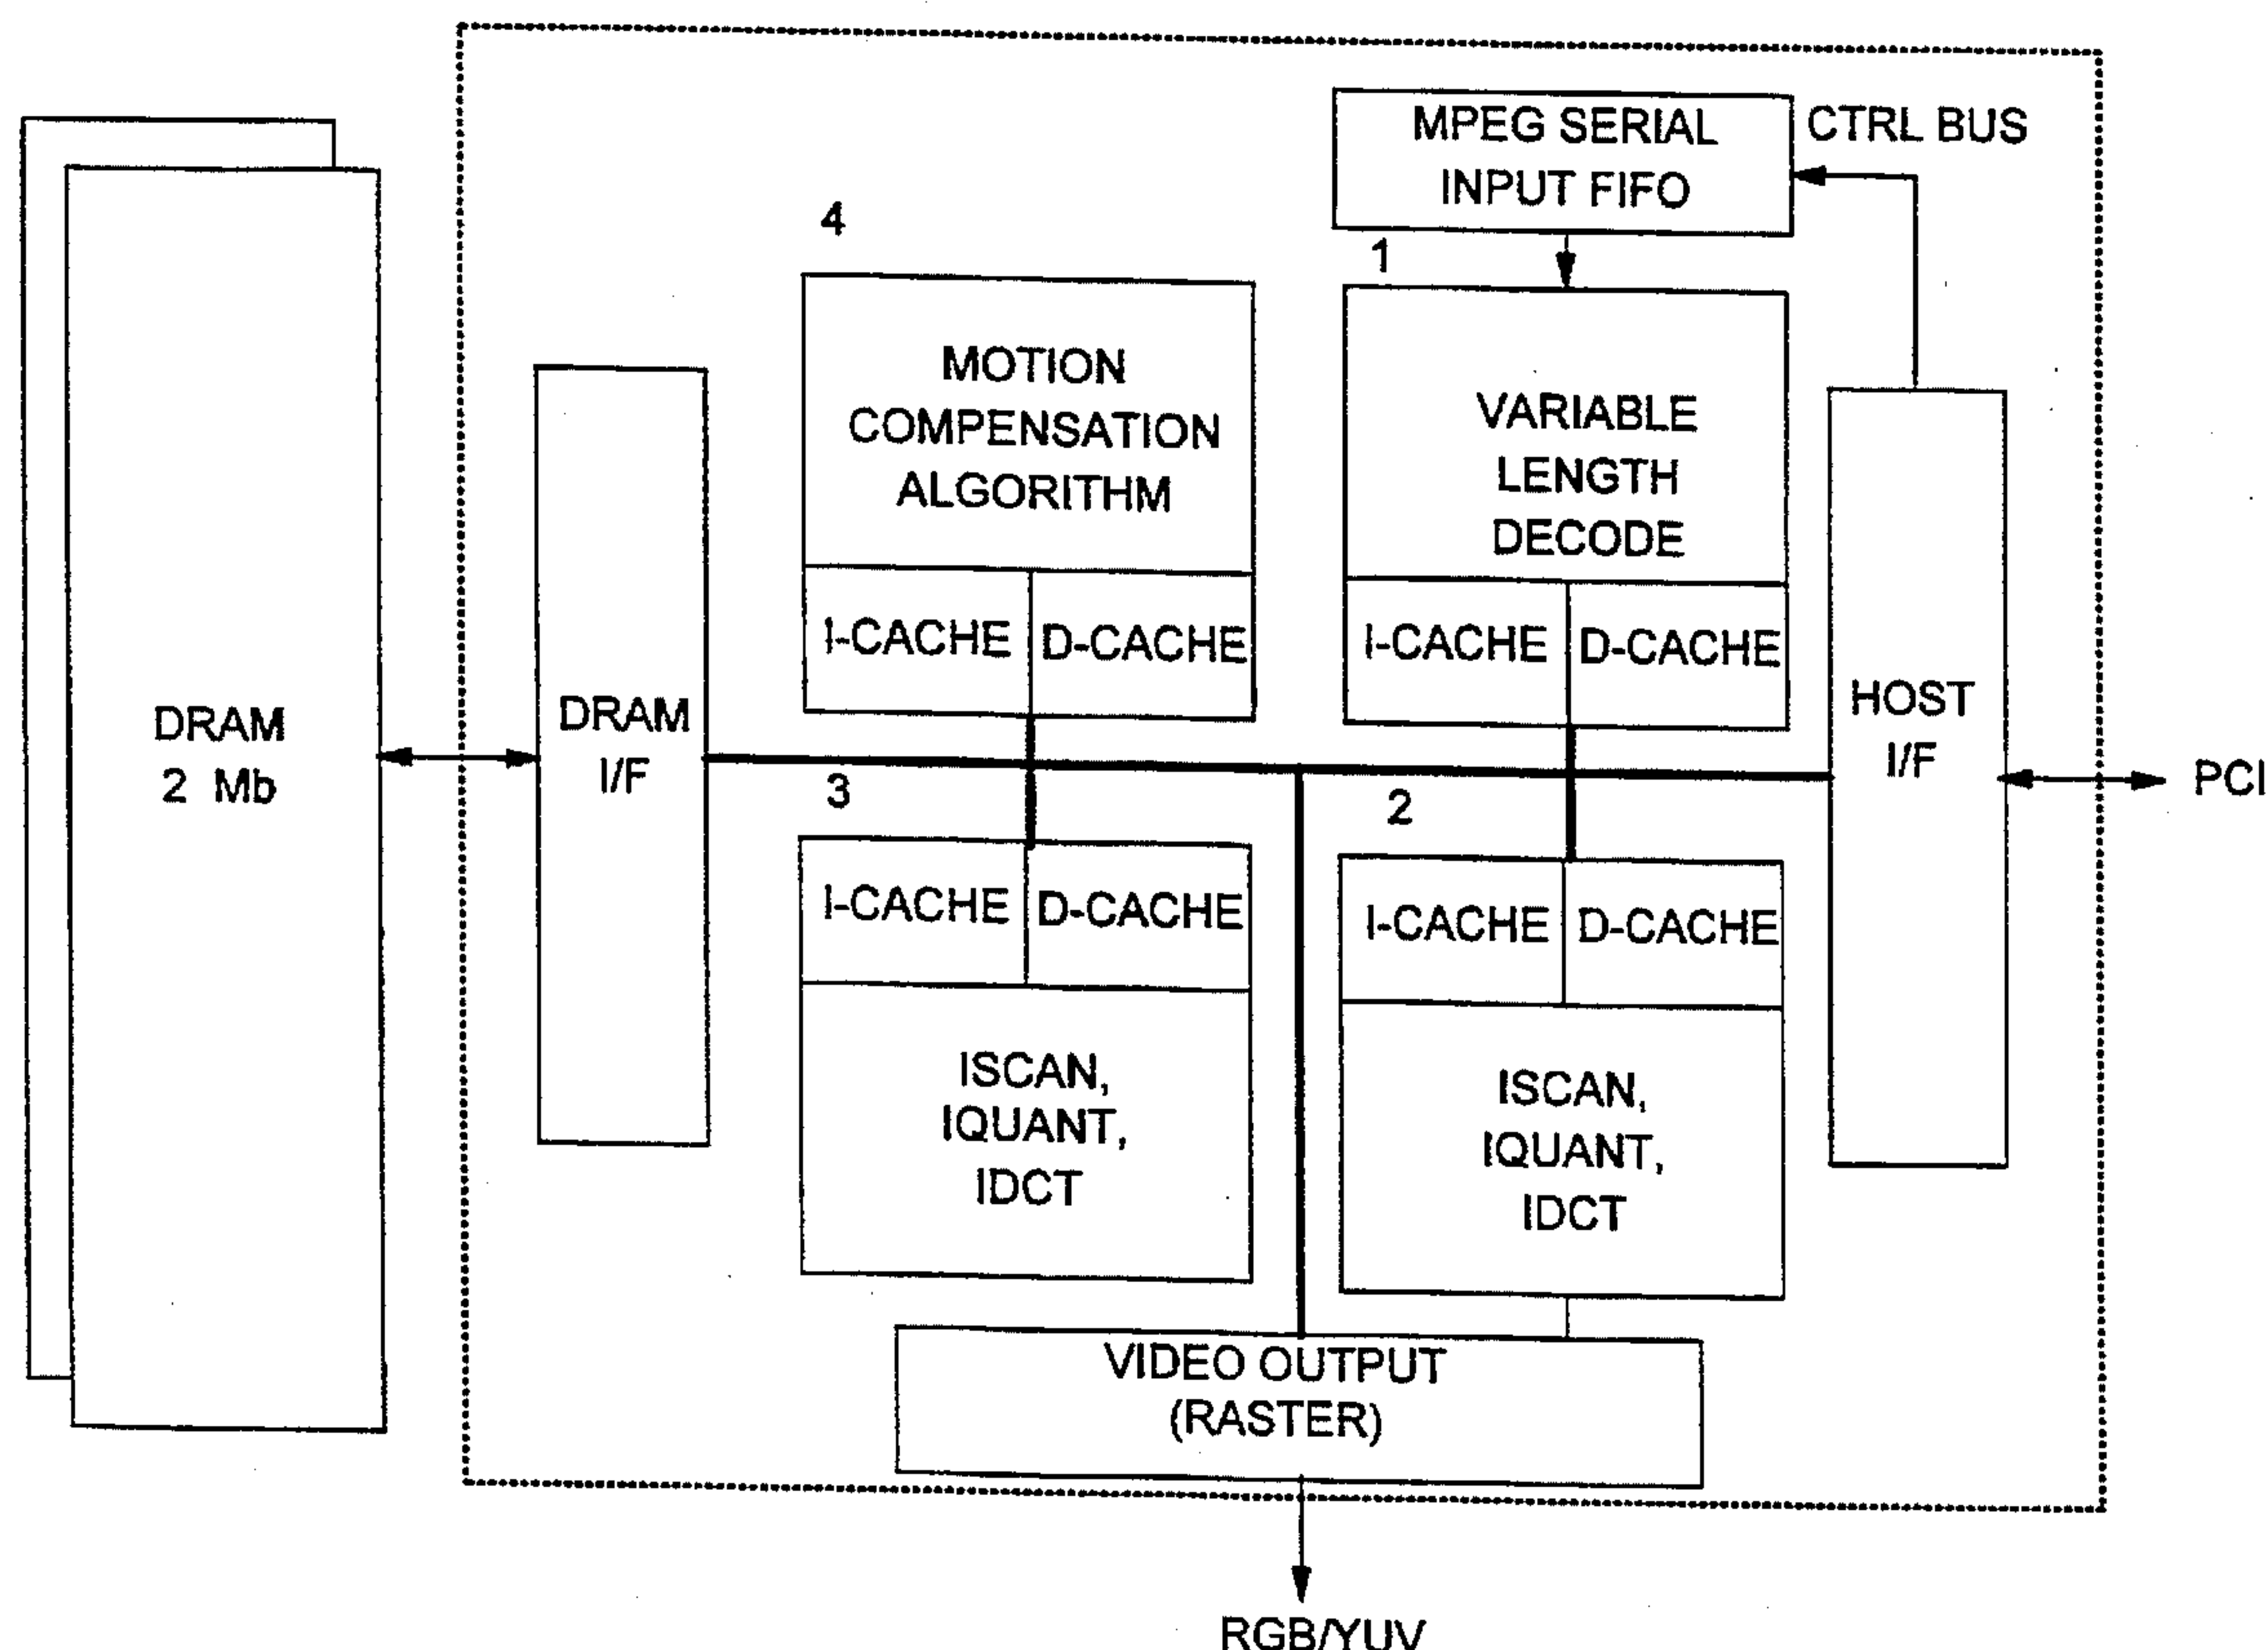 MPEG SERIAL
INPUT FIFO
CTRL BUS
4
1
MOTION
COMPENSATION
ALGORITHM
VARIABLE
LENGTH
DECODE
I-CACHE
D-CACHE
I-CACHE
D-CACHE
DRAM
2 Mb
DRAM
I/F
HOST
I/F
PCI
3
2
I-CACHE
D-CACHE
I-CACHE
D-CACHE
ISCAN,
IQUANT,
IDCT
ISCAN,
IQUANT,
IDCT
VIDEO OUTPUT
(RASTER)
RGB/YUV